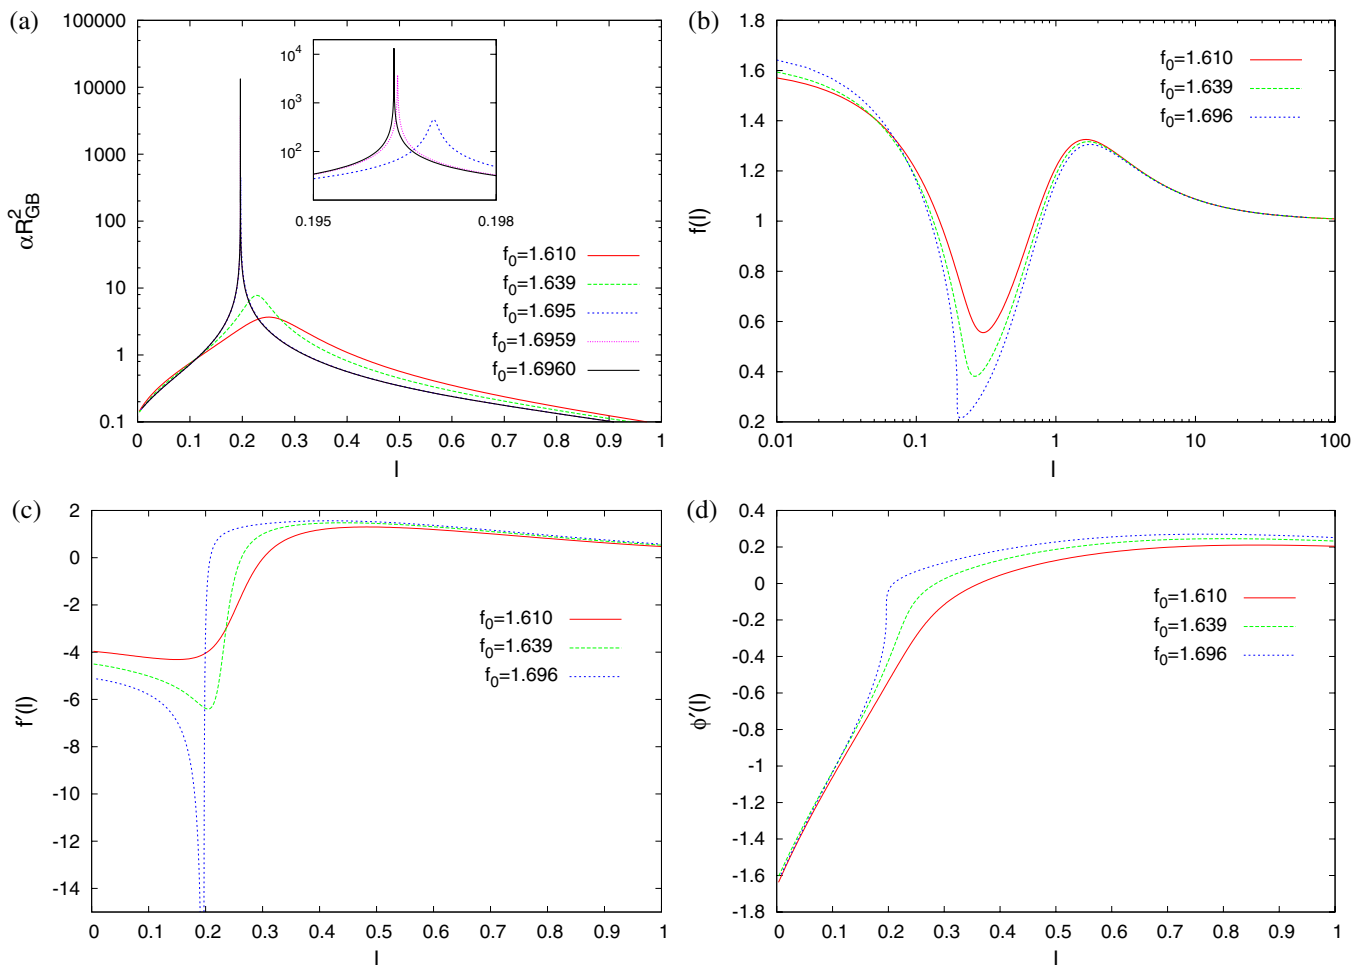 (a)
100000
10000
1000
100
10
1
0.1
αR²GB
0 0.1 0.2 0.3 0.4 0.5 0.6 0.7 0.8 0.9 1
l
10⁴
10³
10²
0.195 0.198
f₀=1.610
f₀=1.639
f₀=1.695
f₀=1.6959
f₀=1.6960
(b)
1.8
1.6
1.4
1.2
1
0.8
0.6
0.4
0.2
f(l)
0.01 0.1 1 10 100
l
f₀=1.610
f₀=1.639
f₀=1.696
(c)
2
0
-2
-4
-6
-8
-10
-12
-14
f'(l)
0 0.1 0.2 0.3 0.4 0.5 0.6 0.7 0.8 0.9 1
l
f₀=1.610
f₀=1.639
f₀=1.696
(d)
0.4
0.2
0
-0.2
-0.4
-0.6
-0.8
-1
-1.2
-1.4
-1.6
-1.8
ϕ'(l)
0 0.1 0.2 0.3 0.4 0.5 0.6 0.7 0.8 0.9 1
l
f₀=1.610
f₀=1.639
f₀=1.696